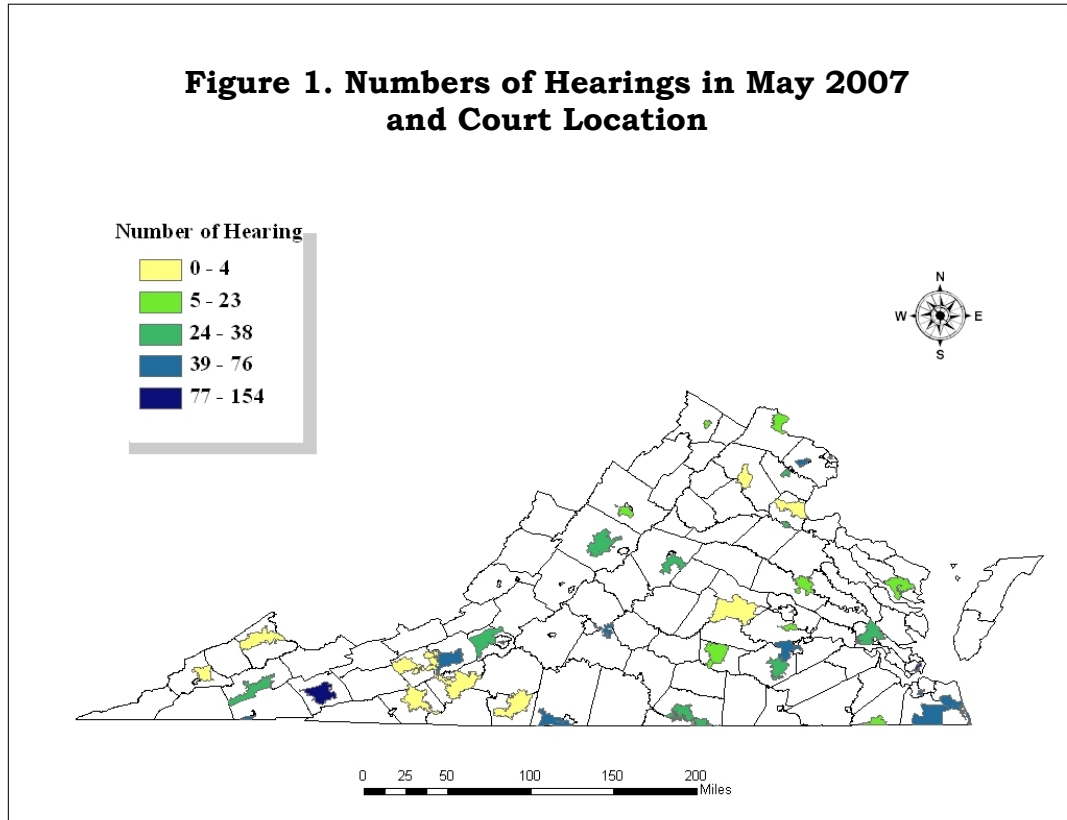 Figure 1. Numbers of Hearings in May 2007
and Court Location
Number of Hearing
0 - 4
5 - 23
24 - 38
39 - 76
77 - 154
N
W E
S
0 25 50 100 150 200
Miles